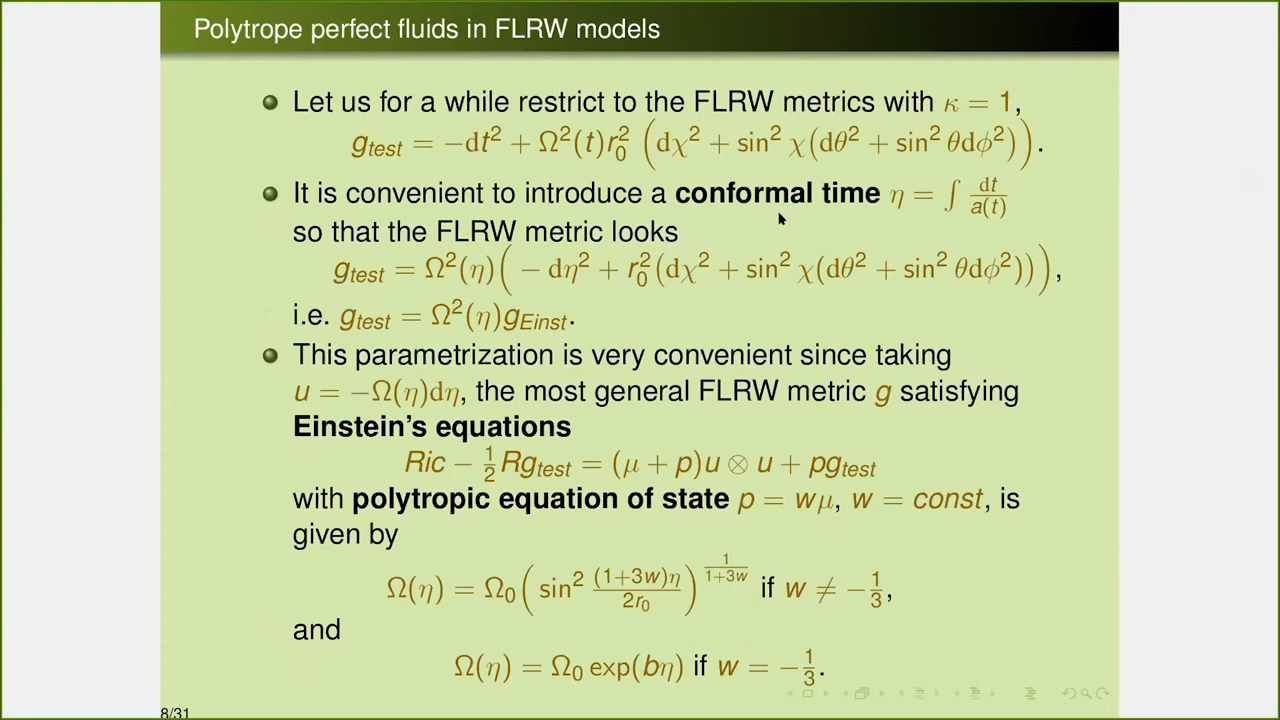 Polytrope perfect fluids in FLRW models
Let us for a while restrict to the FLRW metrics with κ = 1,
g_test = −dt² + Ω²(t)r₀² (dχ² + sin² χ(dθ² + sin² θdϕ²)).
It is convenient to introduce a conformal time η = ∫ dt/a(t)
so that the FLRW metric looks
g_test = Ω²(η)( − dη² + r₀²(dχ² + sin² χ(dθ² + sin² θdϕ²))),
i.e. g_test = Ω²(η)g_Einst.
This parametrization is very convenient since taking
u = −Ω(η)dη, the most general FLRW metric g satisfying
Einstein's equations
Ric − 1/2 Rg_test = (μ + p)u ⊗ u + pg_test
with polytropic equation of state p = wμ, w = const, is
given by
Ω(η) = Ω₀( sin² (1+3w)η/2r₀ )^(1/(1+3w)) if w ≠ −1/3,
and
Ω(η) = Ω₀ exp(bη) if w = −1/3.
8/31